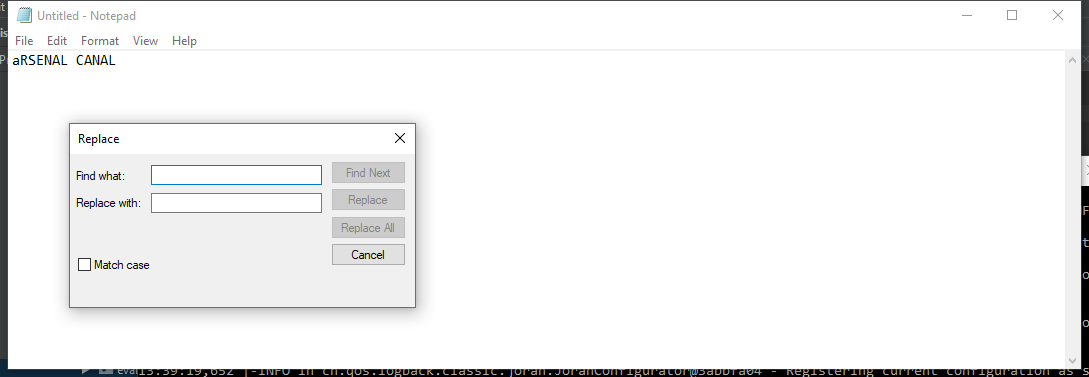 Untitled - Notepad
File Edit Format View Help
aRSENAL CANAL
Replace
Find what:
Find Next
Replace with:
Replace
Replace All
Cancel
Match case
eval13:39:19,652 |-INFO in ch.qos.logback.classic.joran.JoranConfigurator@3abbfa04 - Registering current configuration as s